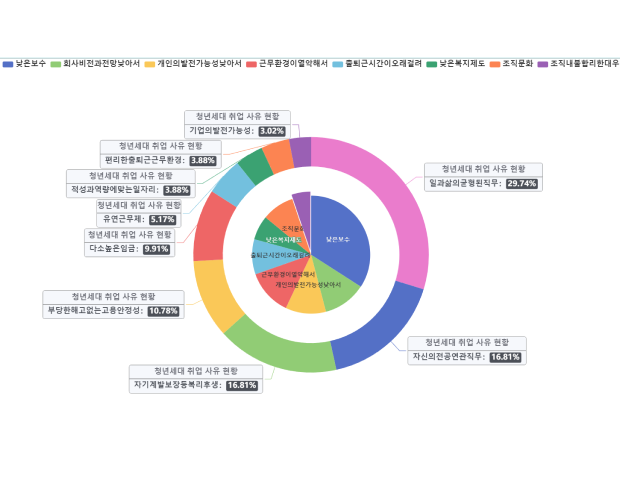 낮은보수 회사비전과전망낮아서 개인의발전가능성낮아서 근무환경이열악해서 출퇴근시간이오래걸려 낮은복지제도 조직문화 조직내불합리한대우
청년세대 취업 사유 현황
기업의발전가능성: 3.02%
청년세대 취업 사유 현황
편리한출퇴근근무환경: 3.88%
청년세대 취업 사유 현황
적성과역량에맞는일자리: 3.88%
청년세대 취업 사유 현황
유연근무제: 5.17%
청년세대 취업 사유 현황
다소높은임금: 9.91%
청년세대 취업 사유 현황
부당한해고없는고용안정성: 10.78%
청년세대 취업 사유 현황
자기계발보장등복리후생: 16.81%
청년세대 취업 사유 현황
자신의전공연관직무: 16.81%
청년세대 취업 사유 현황
일과삶의균형된직무: 29.74%
조직문화
낮은보수
낮은복지제도
출퇴근시간이오래걸려
근무환경이열악해서
개인의발전가능성낮아서